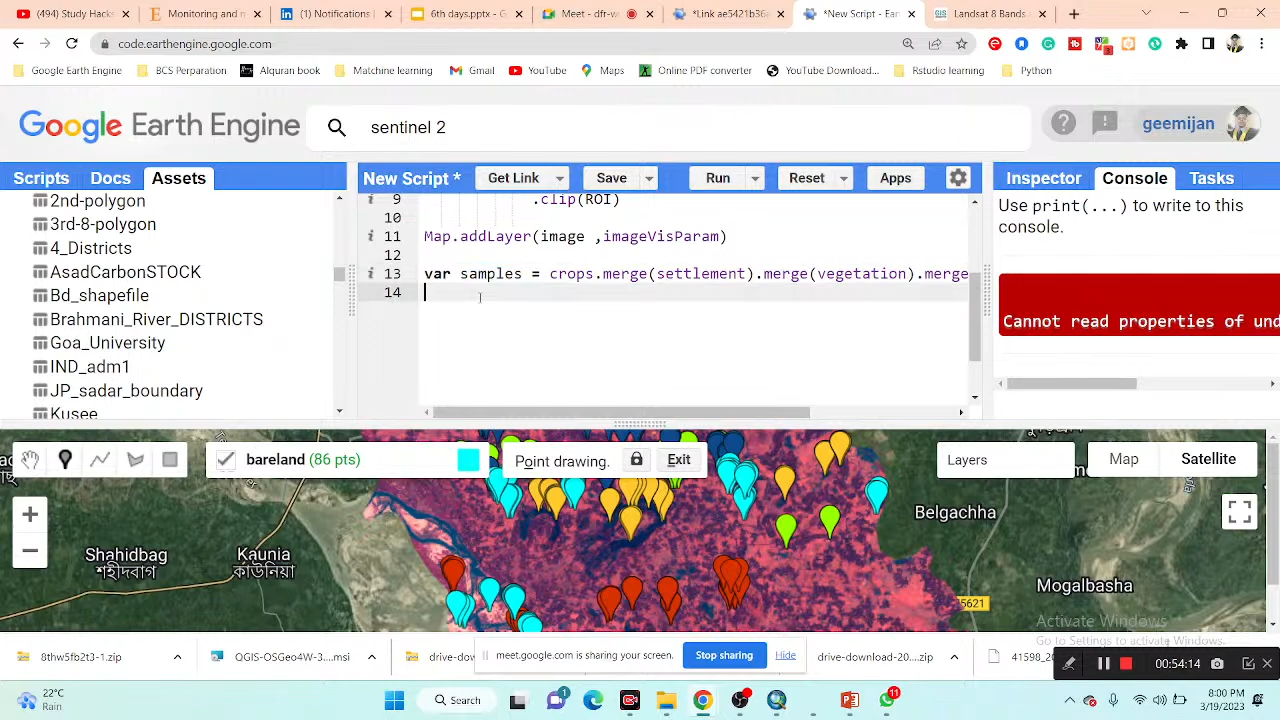 (494) Study with
Monitoring and n
(1) Notifications
6th days.pptx - G
Meet - dfr-w
*Link ae5421b36
*New Script - Ear
Landsat 8 Bands
code.earthengine.google.com
Google Earth Engine
BCS Preparation
Alquran book
Matchine learning
Gmail
YouTube
Maps
Online PDF converter
YouTube Download...
Rstudio learning
Python
Google Earth Engine
sentinel 2
geemijan
Scripts
Docs
Assets
New Script *
Get Link
Save
Run
Reset
Apps
Inspector
Console
Tasks
2nd-polygon
3rd-8-polygon
4_Districts
AsadCarbonSTOCK
Bd_shapefile
Brahmani_River_DISTRICTS
Goa_University
IND_adm1
JP_sadar_boundary
Kusee
9 .clip(ROI)
10
11 Map.addLayer(image ,imageVisParam)
12
13 var samples = crops.merge(settlement).merge(vegetation).merge
14
Use print(...) to write to this
console.
Cannot read properties of und
bareland (86 pts)
Point drawing.
Exit
Layers
Map
Satellite
Belgachha
Shahidbag
শহীদবাগ
Kaunia
কাউনিয়া
Mogalbasha
5621
Activate Windows
Go to Settings to activate Windows.
8thw5fb2t3-1.zip
QGIS-OSGeo4W-3....msi
meet.google.com is sharing your screen.
Stop sharing
Hide
drive-download-20....zip
41598_20
00:54:14
22°C
Rain
Search
11
8:00 PM
3/19/2023